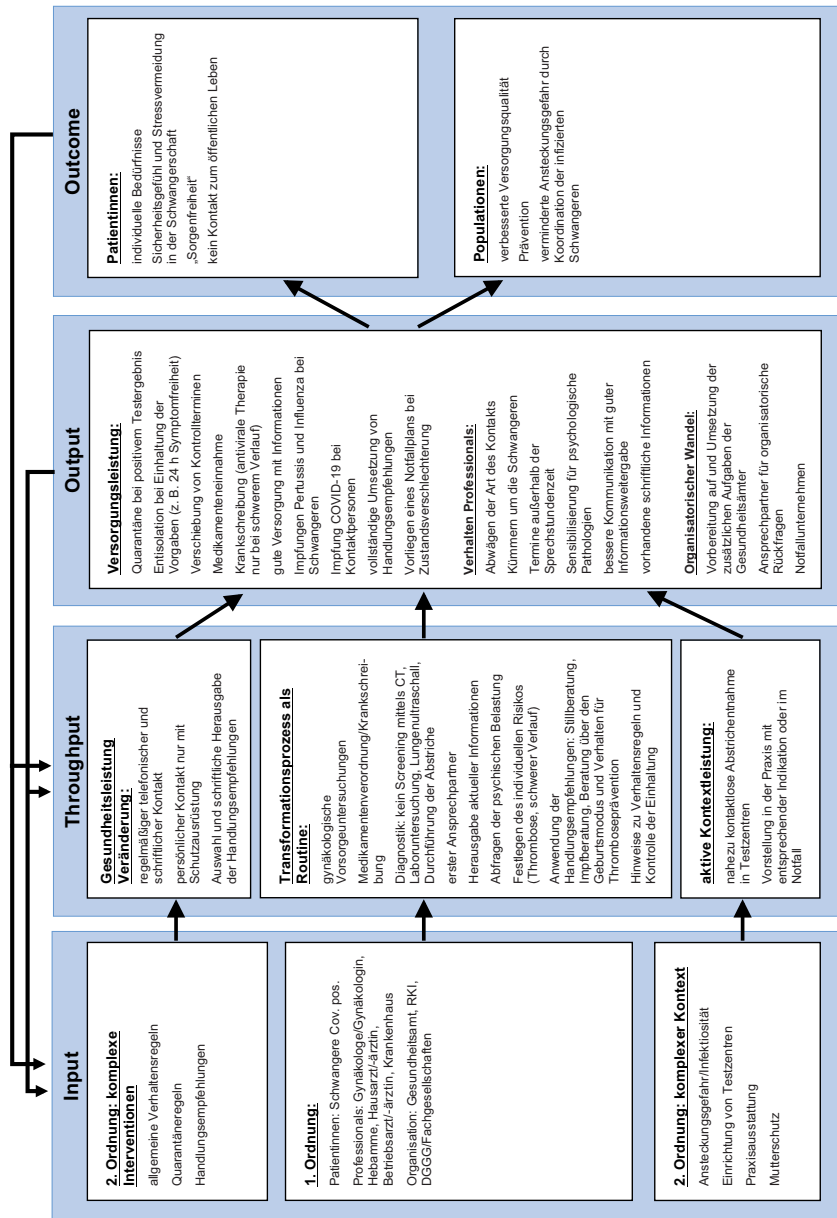 Input
2. Ordnung: komplexe
Interventionen
allgemeine Verhaltensregeln
Quarantäneregeln
Handlungsempfehlungen
1. Ordnung:
Patientinnen: Schwangere Cov. pos.
Professionals: Gynäkologe/Gynäkologin,
Hebamme, Hausarzt/-ärztin,
Betriebsarzt/-ärztin, Krankenhaus
Organisation: Gesundheitsamt, RKI,
DGGG/Fachgesellschaften
2. Ordnung: komplexer Kontext
Ansteckungsgefahr/Infektiosität
Einrichtung von Testzentren
Praxisausstattung
Mutterschutz
Throughput
Gesundheitsleistung
Veränderung:
regelmäßiger telefonischer und
schriftlicher Kontakt
persönlicher Kontakt nur mit
Schutzausrüstung
Auswahl und schriftliche Herausgabe
der Handlungsempfehlungen
Transformationsprozess als
Routine:
gynäkologische
Vorsorgeuntersuchungen
Medikamentenverordnung/Krankschrei-
bung
Diagnostik: kein Screening mittels CT,
Laboruntersuchung, Lungenultraschall,
Durchführung der Abstriche
erster Ansprechpartner
Herausgabe aktueller Informationen
Abfragen der psychischen Belastung
Festlegen des individuellen Risikos
(Thrombose, schwerer Verlauf)
Anwendung der
Handlungsempfehlungen: Stillberatung,
Impfberatung, Beratung über den
Geburtsmodus und Verhalten für
Thromboseprävention
Hinweise zu Verhaltensregeln und
Kontrolle der Einhaltung
aktive Kontextleistung:
nahezu kontaktlose Abstrichentnahme
in Testzentren
Vorstellung in der Praxis mit
entsprechender Indikation oder im
Notfall
Output
Versorgungsleistung:
Quarantäne bei positivem Testergebnis
Entisolation bei Einhaltung der
Vorgaben (z. B. 24 h Symptomfreiheit)
Verschiebung von Kontrollterminen
Medikamenteneinnahme
Krankschreibung (antivirale Therapie
nur bei schwerem Verlauf)
gute Versorgung mit Informationen
Impfungen Pertussis und Influenza bei
Schwangeren
Impfung COVID-19 bei
Kontaktpersonen
vollständige Umsetzung von
Handlungsempfehlungen
Vorliegen eines Notfallplans bei
Zustandsverschlechterung
Verhalten Professionals:
Abwägen der Art des Kontakts
Kümmern um die Schwangeren
Termine außerhalb der
Sprechstundenzeit
Sensibilisierung für psychologische
Pathologien
bessere Kommunikation mit guter
Informationsweitergabe
vorhandene schriftliche Informationen
Organisatorischer Wandel:
Vorbereitung auf und Umsetzung der
zusätzlichen Aufgaben der
Gesundheitsämter
Ansprechpartner für organisatorische
Rückfragen
Notfallunternehmen
Outcome
Patientinnen:
individuelle Bedürfnisse
Sicherheitsgefühl und Stressvermeidung
in der Schwangerschaft
„Sorgenfreiheit“
kein Kontakt zum öffentlichen Leben
Populationen:
verbesserte Versorgungsqualität
Prävention
verminderte Ansteckungsgefahr durch
Koordination der infizierten
Schwangeren